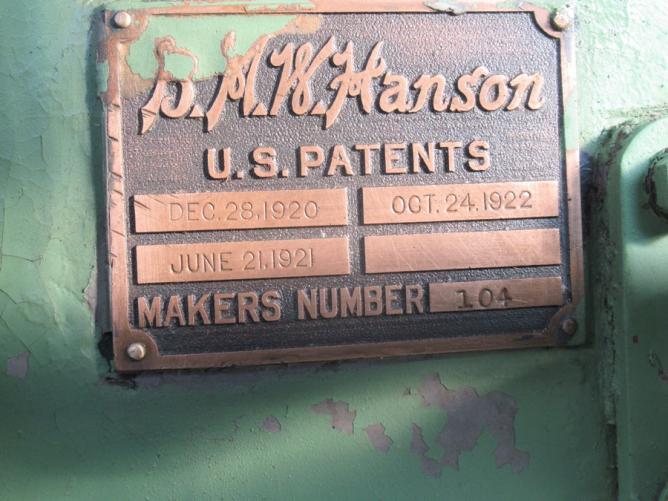 B.M.W. Hanson
U.S. PATENTS
DEC. 28, 1920 OCT. 24, 1922
JUNE 21, 1921
MAKERS NUMBER 104